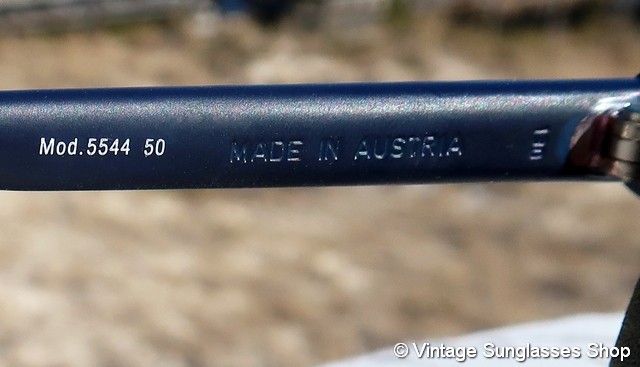 Mod.5544 50 MADE IN AUSTRIA
© Vintage Sunglasses Shop